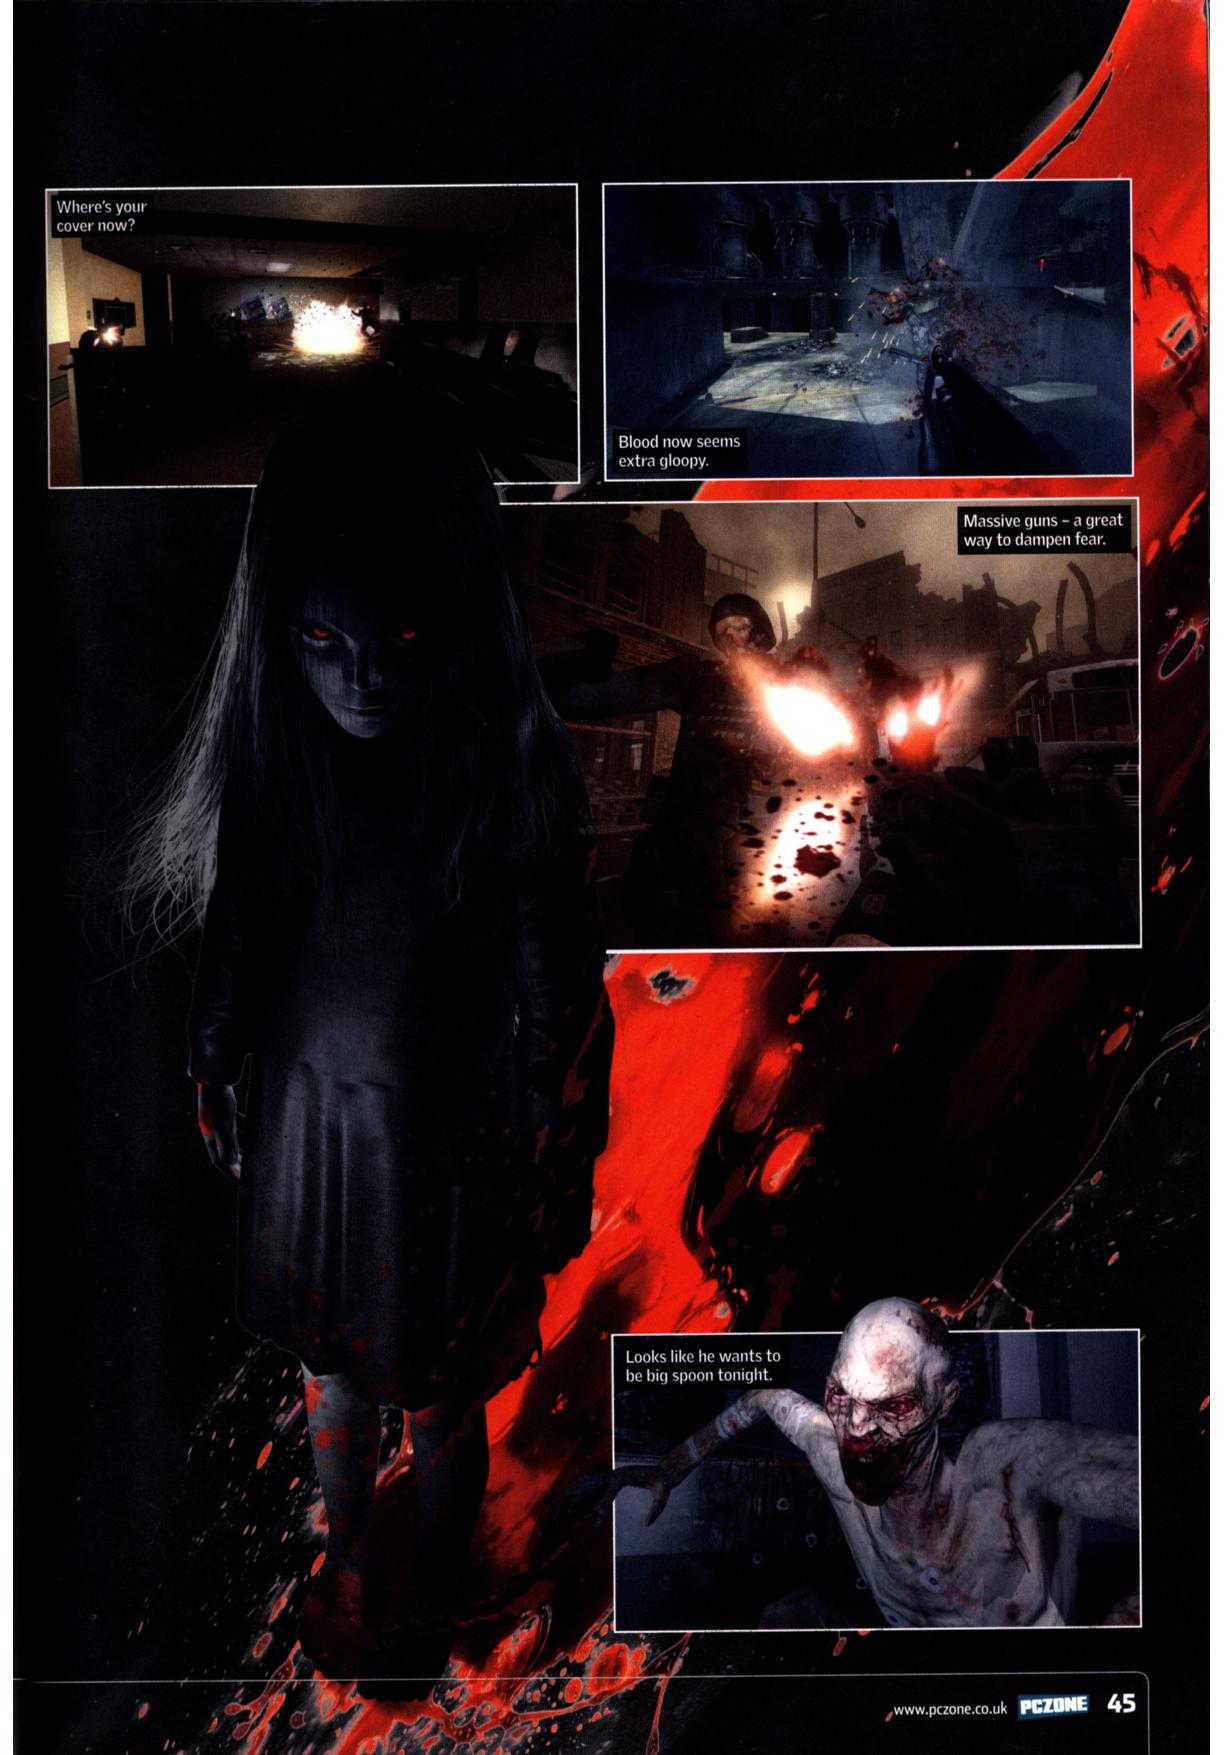 Where's your
cover now?
Blood now seems
extra gloopy.
Massive guns – a great
way to dampen fear.
Looks like he wants to
be big spoon tonight.
www.pczone.co.uk PCZONE 45